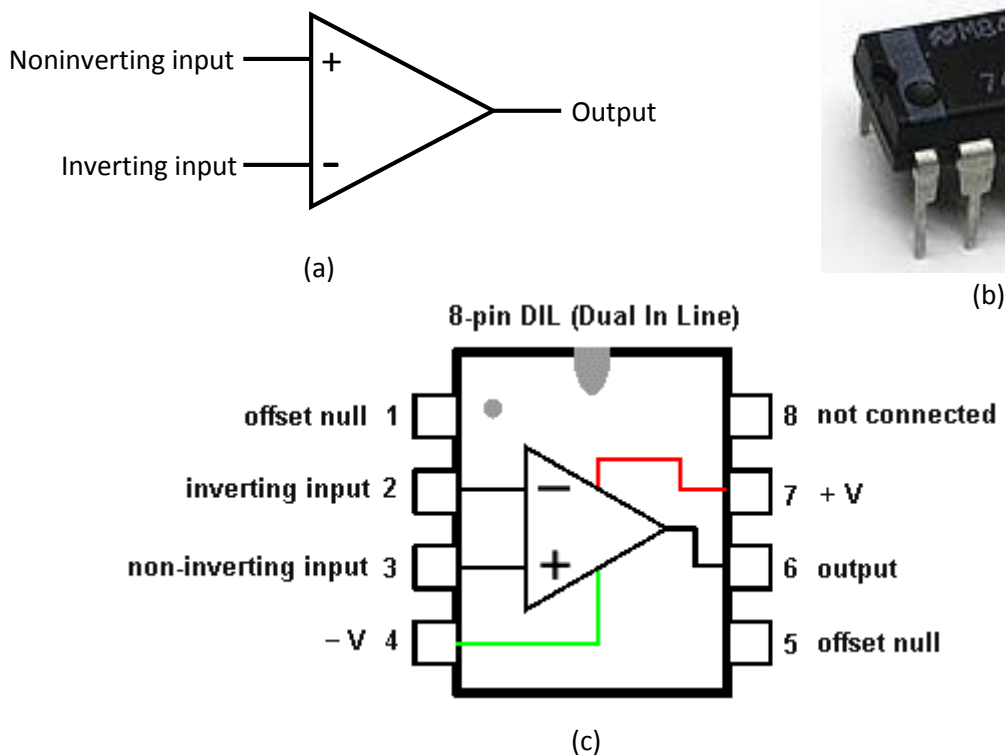 Noninverting input
+
Output
Inverting input
-
(a)
(b)
8-pin DIL (Dual In Line)
offset null 1
8 not connected
inverting input 2
−
7 + V
non-inverting input 3
+
6 output
− V 4
5 offset null
(c)